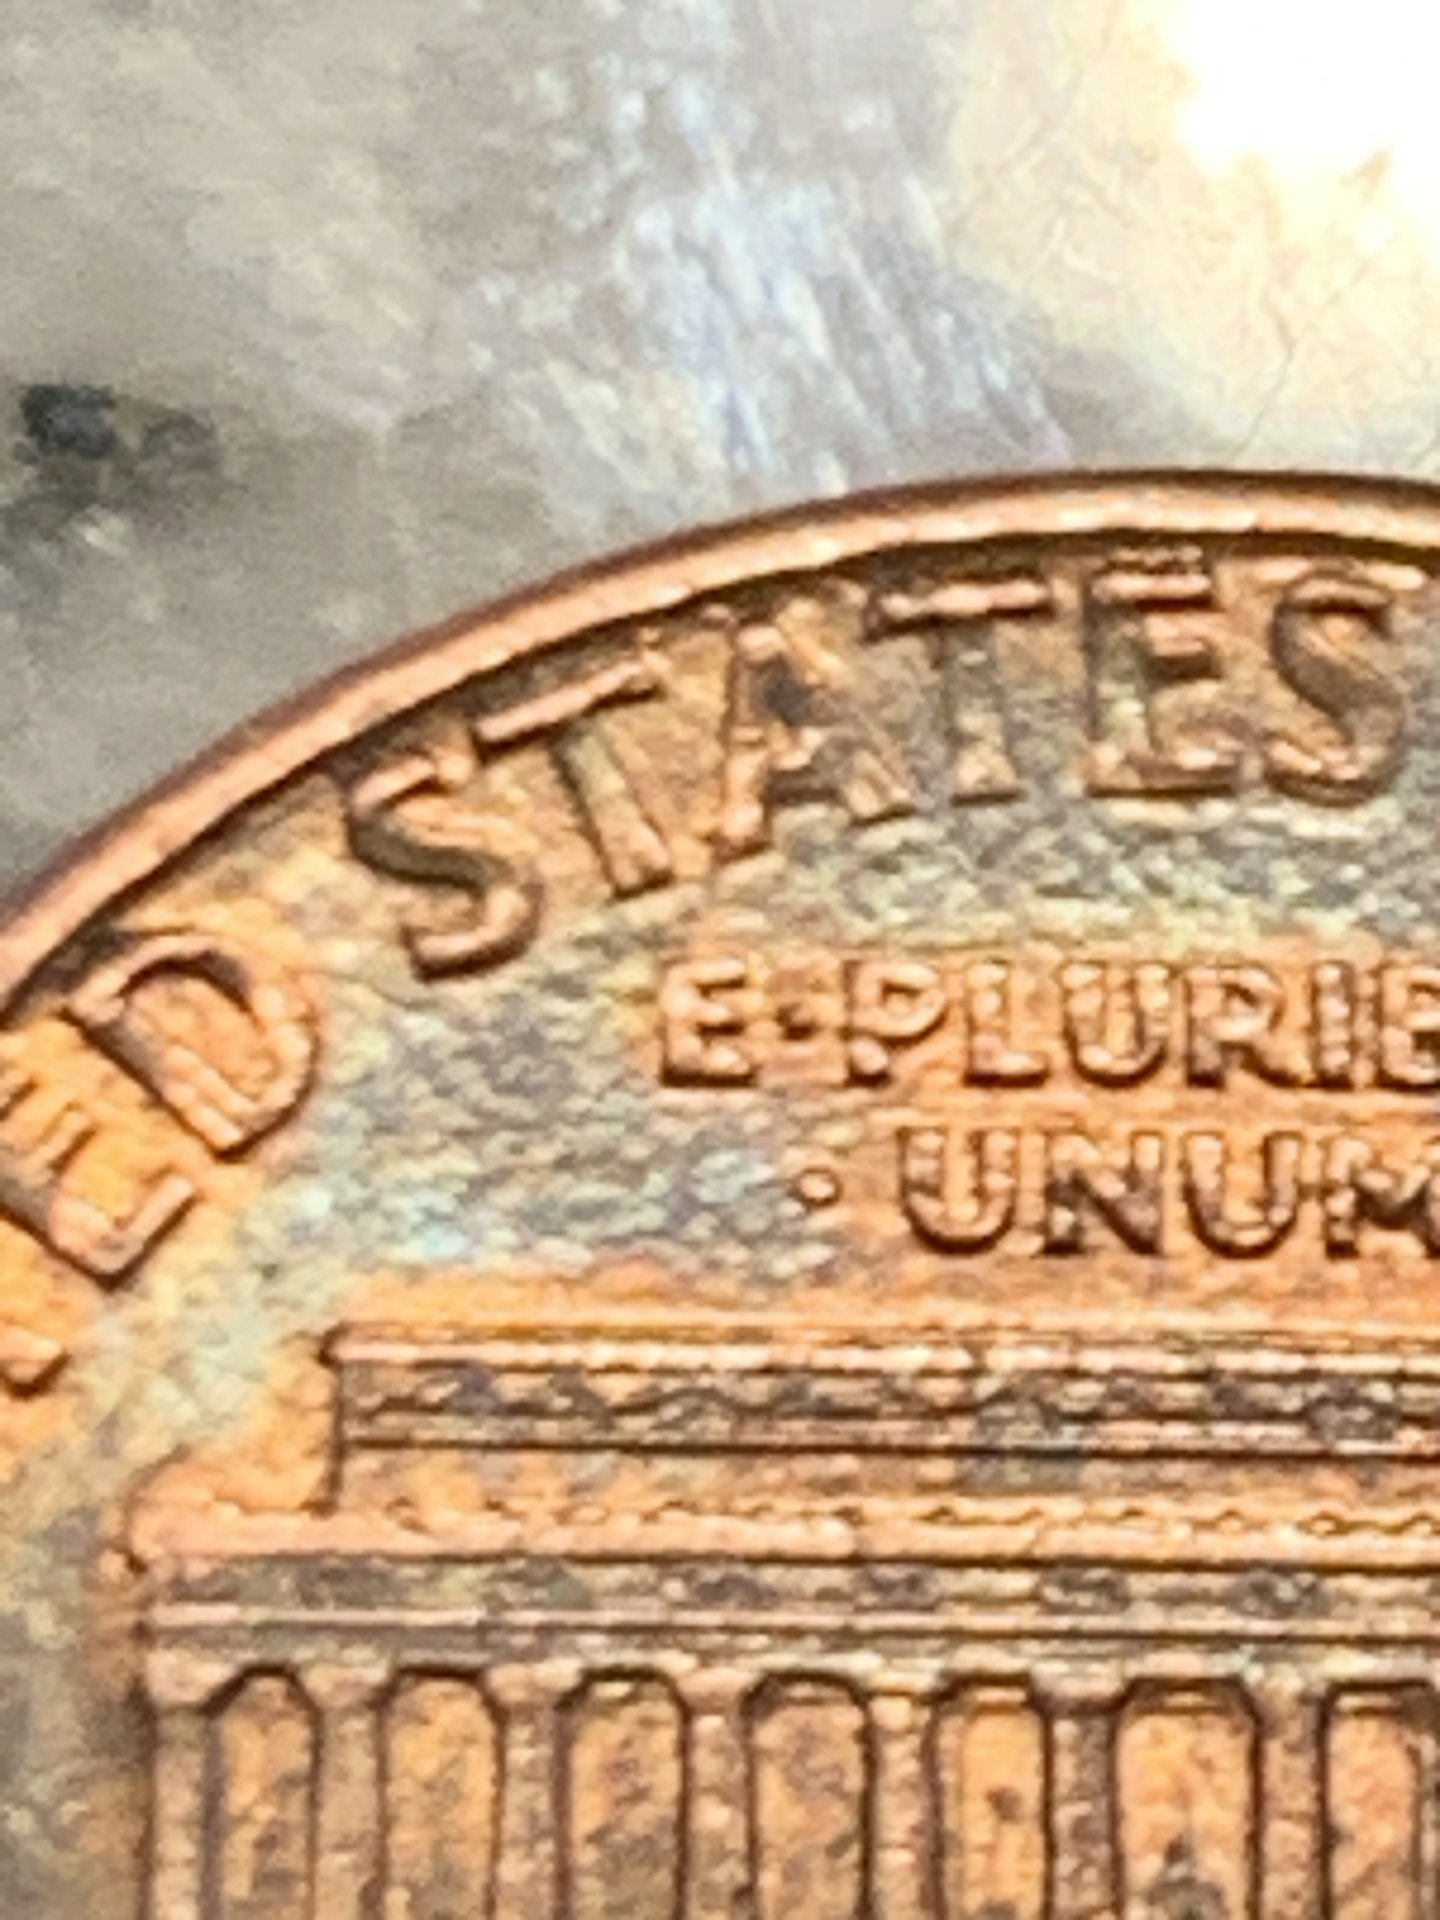 ED STATES
E·PLURIB
·UNUM